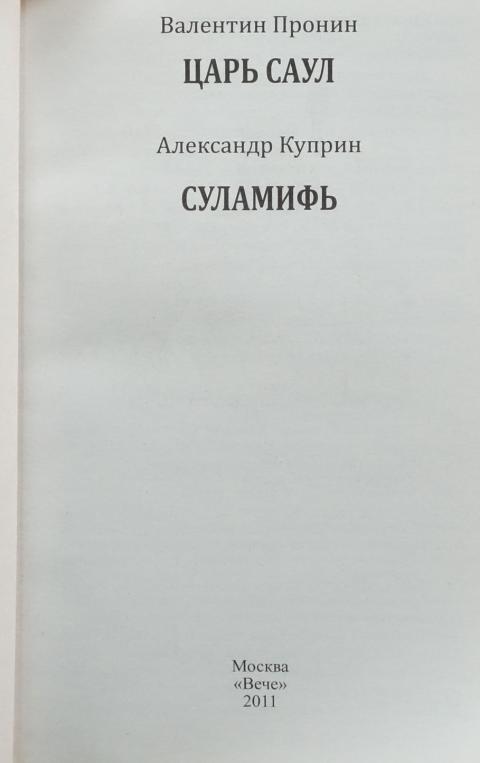 Валентин Пронин
ЦАРЬ САУЛ
Александр Куприн
СУЛАМИФЬ
Москва
«Вече»
2011